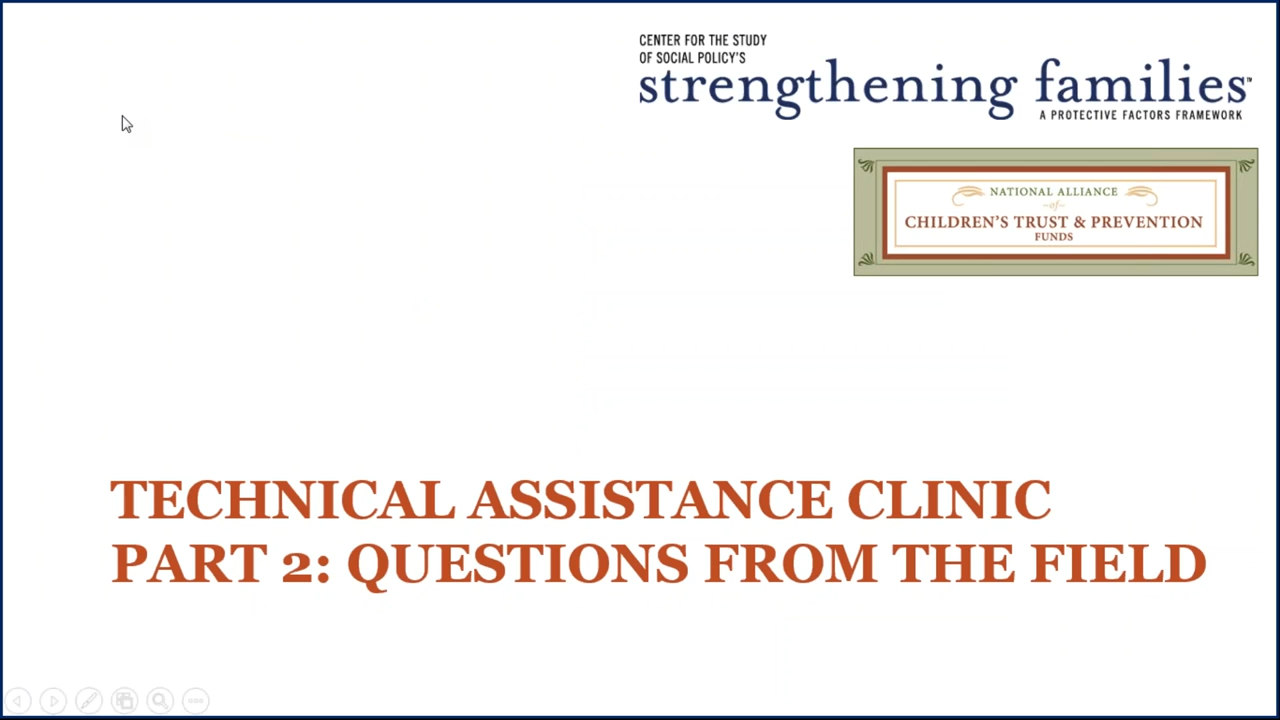 CENTER FOR THE STUDY
OF SOCIAL POLICY'S
strengthening families™
A PROTECTIVE FACTORS FRAMEWORK
NATIONAL ALLIANCE
~of~
CHILDREN'S TRUST & PREVENTION
FUNDS
TECHNICAL ASSISTANCE CLINIC
PART 2: QUESTIONS FROM THE FIELD